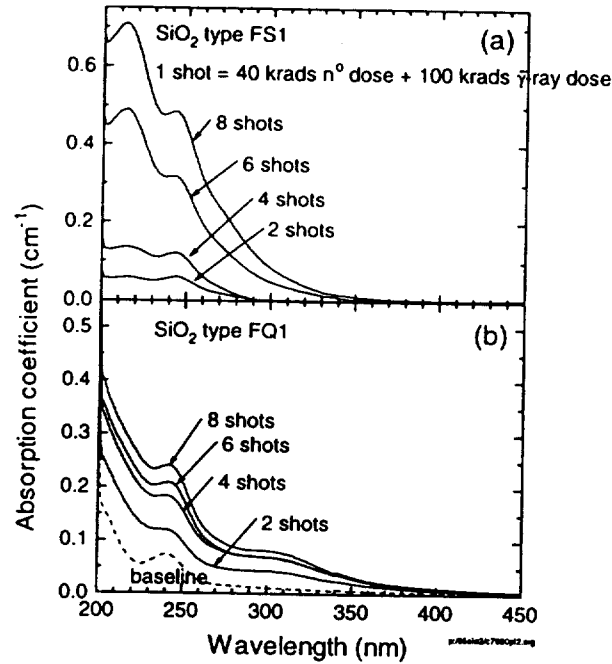 SiO2 type FS1
(a)
1 shot = 40 krads n° dose + 100 krads γ-ray dose
8 shots
6 shots
4 shots
2 shots
0.6
0.4
0.2
0.0
Absorption coefficient (cm⁻¹)
SiO2 type FQ1
(b)
8 shots
6 shots
4 shots
2 shots
baseline
0.5
0.4
0.3
0.2
0.1
0.0
200 250 300 350 400 450
Wavelength (nm)